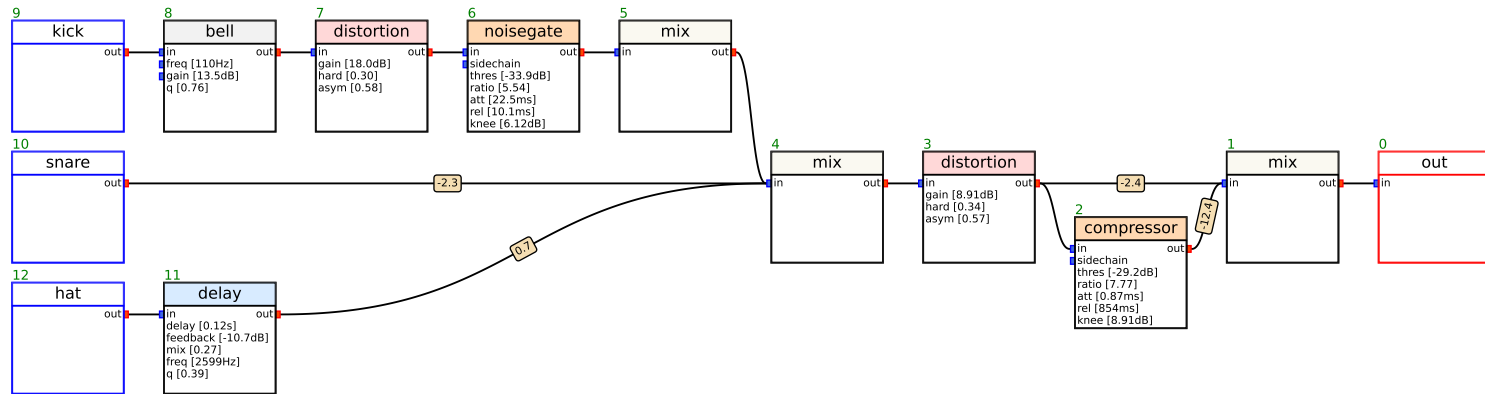 9
kick
out
8
bell
in out
freq [110Hz]
gain [13.5dB]
q [0.76]
7
distortion
in out
gain [18.0dB]
hard [0.30]
asym [0.58]
6
noisegate
in out
sidechain
thres [-33.9dB]
ratio [5.54]
att [22.5ms]
rel [10.1ms]
knee [6.12dB]
5
mix
in out
10
snare
out
-2.3
4
mix
in out
3
distortion
in out
gain [8.91dB]
hard [0.34]
asym [0.57]
-2.4
2
compressor
in out
sidechain
thres [-29.2dB]
ratio [7.77]
att [0.87ms]
rel [854ms]
knee [8.91dB]
-12.4
1
mix
in out
0
out
in
12
hat
out
11
delay
in out
delay [0.12s]
feedback [-10.7dB]
mix [0.27]
freq [2599Hz]
q [0.39]
0.7